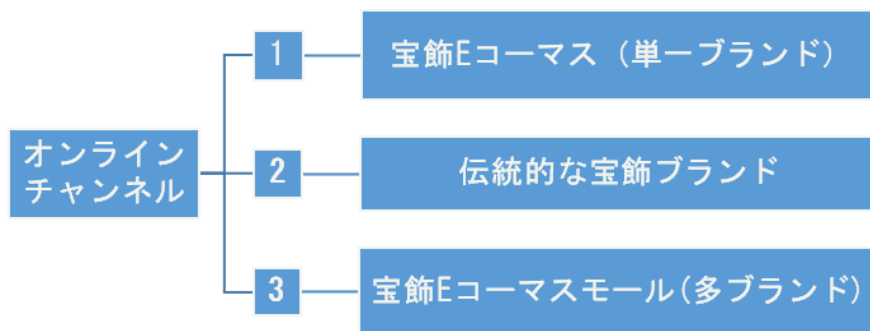 オンライン
チャンネル
1
宝飾Eコーマス（単一ブランド）
2
伝統的な宝飾ブランド
3
宝飾Eコーマスモール(多ブランド)